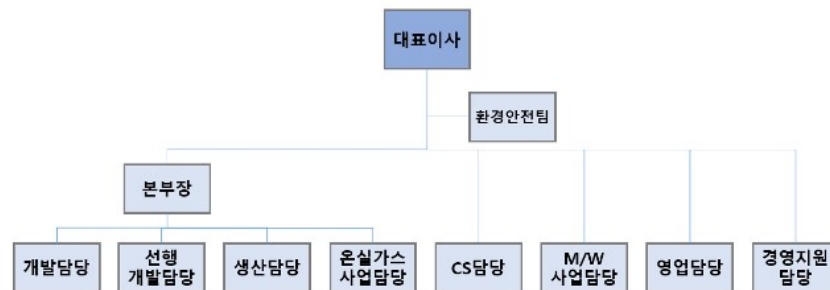 대표이사
환경안전팀
본부장
개발담당
선행
개발담당
생산담당
온실가스
사업담당
CS담당
M/W
사업담당
영업담당
경영지원
담당